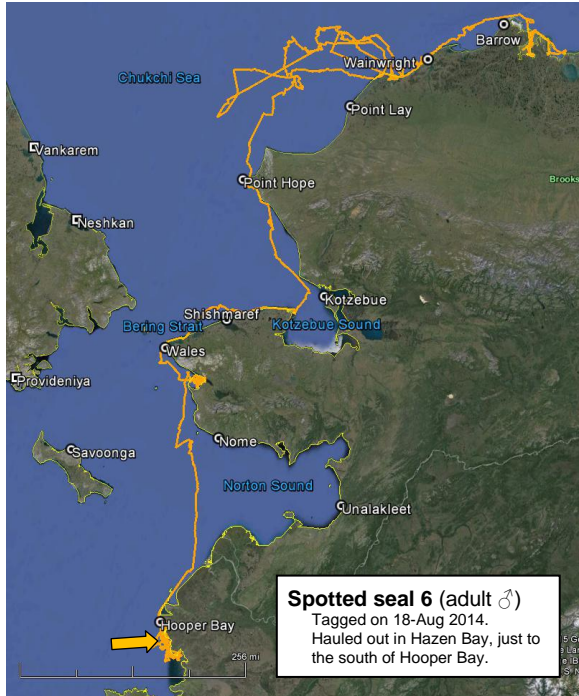 Barrow
Wainwright
Chukchi Sea
Point Lay
Vankarem
Point Hope
Brooks
Neshkan
Kotzebue
Shishmaref
Bering Strait
Kotzebue Sound
Wales
Provideniya
Nome
Savoonga
Norton Sound
Unalakleet
Spotted seal 6 (adult ♂)
Tagged on 18-Aug 2014.
Hauled out in Hazen Bay, just to
the south of Hooper Bay.
Hooper Bay
256 mi